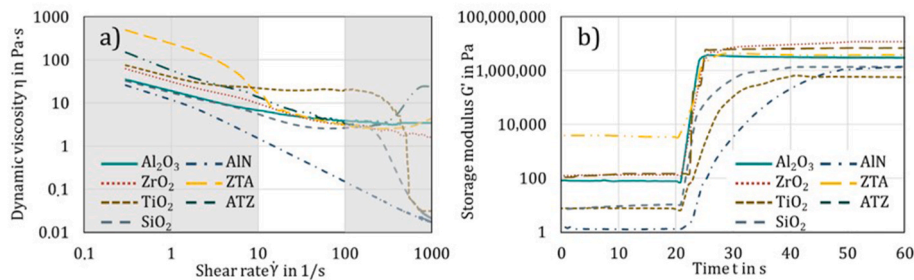 a)
Dynamic viscosity η in Pa·s
1000
100
10
1
0.1
0.01
Al₂O₃
ZrO₂
TiO₂
SiO₂
AlN
ZTA
ATZ
0.1
1
10
100
1000
Shear rate γ̇ in 1/s
b)
Storage modulus G' in Pa
100,000,000
1,000,000
10,000
100
1
Al₂O₃
ZrO₂
TiO₂
SiO₂
AlN
ZTA
ATZ
0
10
20
30
40
50
60
Time t in s